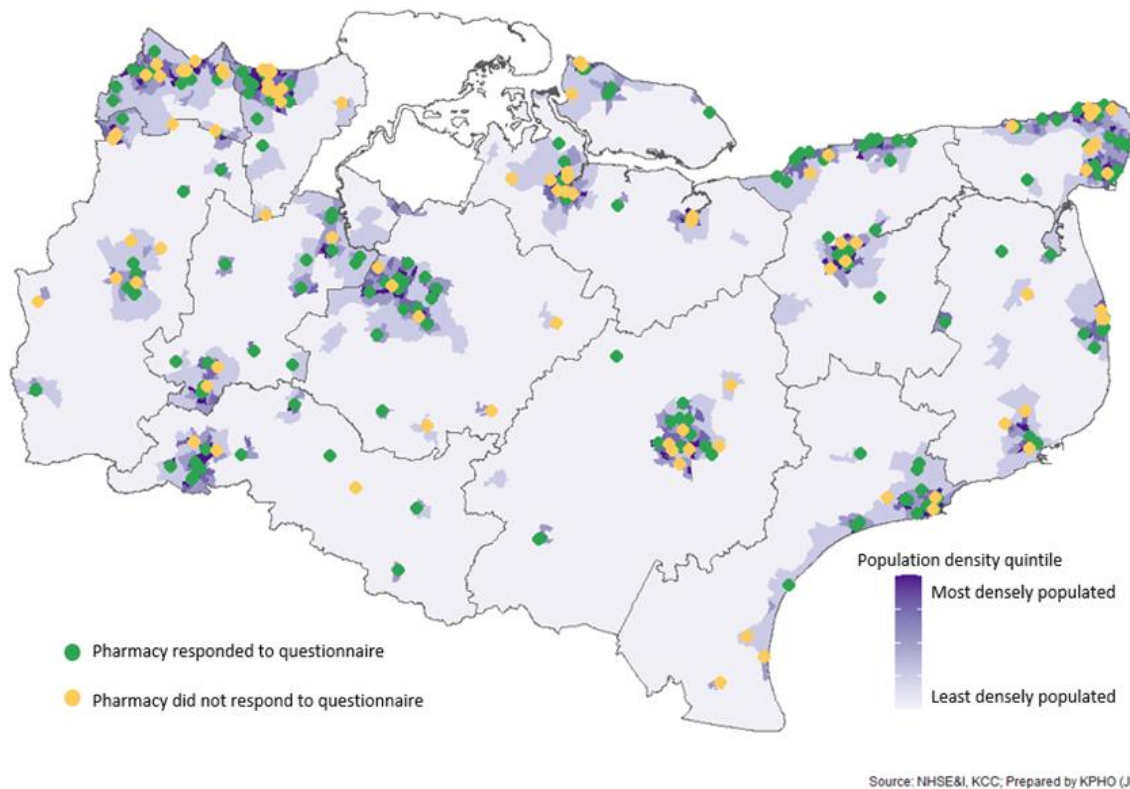 Population density quintile
Most densely populated
Least densely populated
Pharmacy responded to questionnaire
Pharmacy did not respond to questionnaire
Source: NHSE&I, KCC; Prepared by KPHO (J